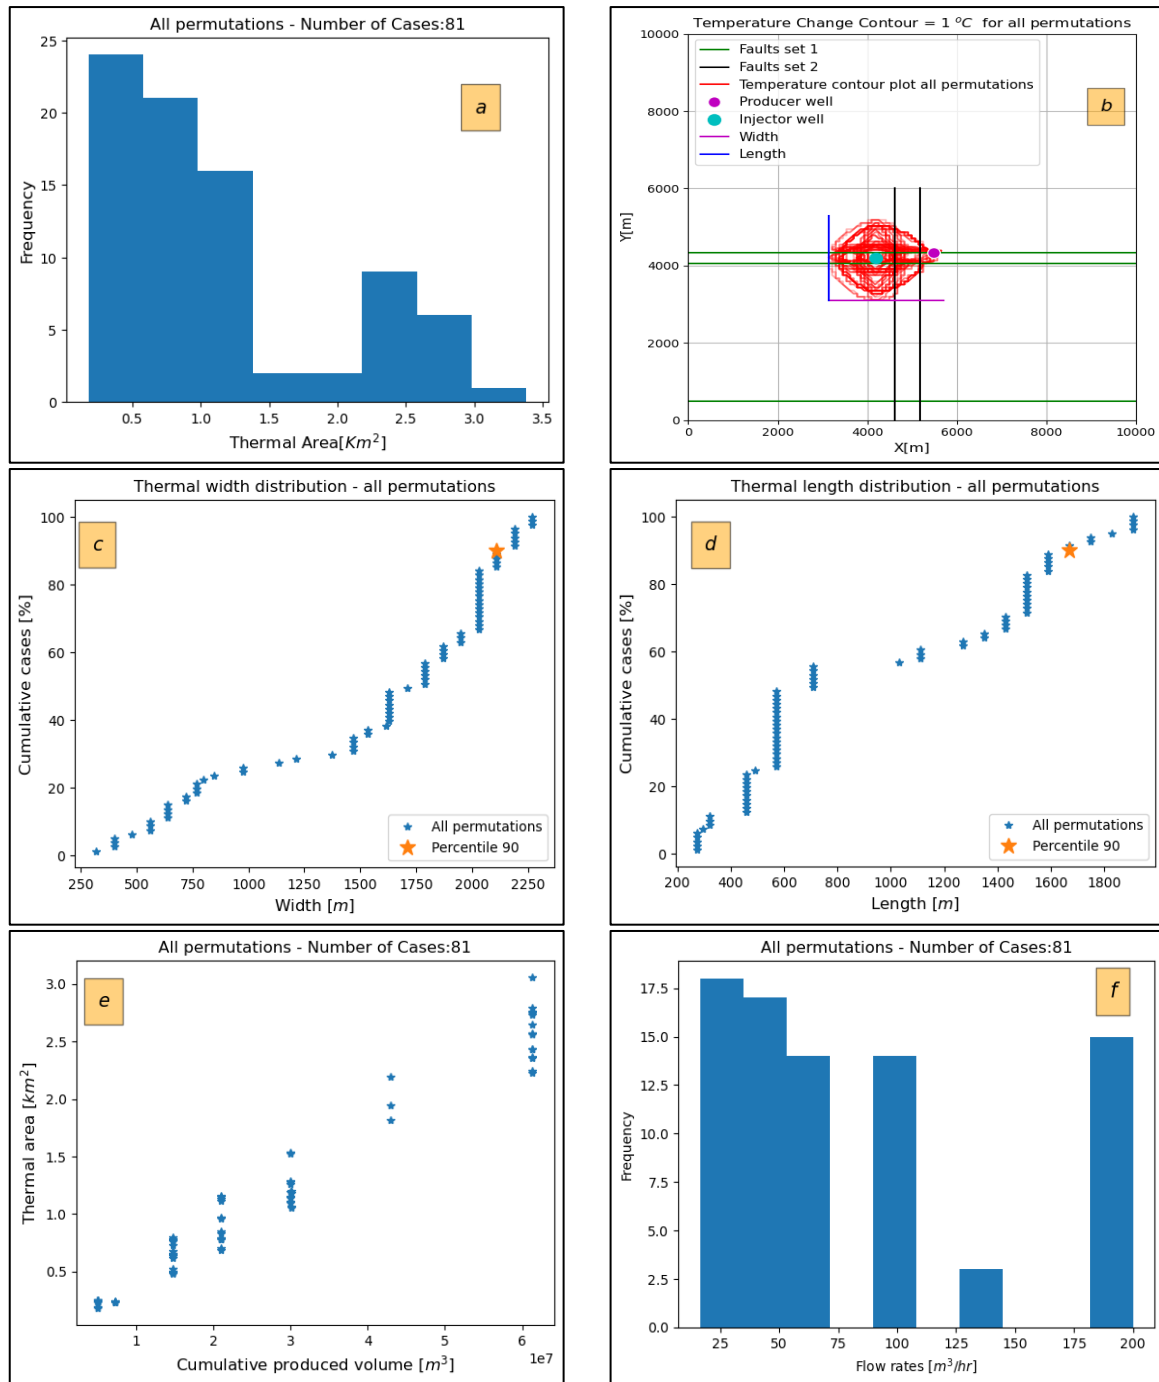 All permutations - Number of Cases:81
a
25
20
15
10
5
0
Frequency
0.5 1.0 1.5 2.0 2.5 3.0 3.5
Thermal Area[Km²]
Temperature Change Contour = 1 °C for all permutations
Faults set 1
Faults set 2
Temperature contour plot all permutations
Producer well
Injector well
Width
Length
b
10000
8000
6000
4000
2000
0
Y[m]
0 2000 4000 6000 8000 10000
X[m]
Thermal width distribution - all permutations
c
100
80
60
40
20
0
Cumulative cases [%]
All permutations
Percentile 90
250 500 750 1000 1250 1500 1750 2000 2250
Width [m]
Thermal length distribution - all permutations
d
100
80
60
40
20
0
Cumulative cases [%]
All permutations
Percentile 90
200 400 600 800 1000 1200 1400 1600 1800
Length [m]
All permutations - Number of Cases:81
e
3.0
2.5
2.0
1.5
1.0
0.5
Thermal area [km²]
1 2 3 4 5 6
1e7
Cumulative produced volume [m³]
All permutations - Number of Cases:81
f
17.5
15.0
12.5
10.0
7.5
5.0
2.5
0.0
Frequency
25 50 75 100 125 150 175 200
Flow rates [m³/hr]